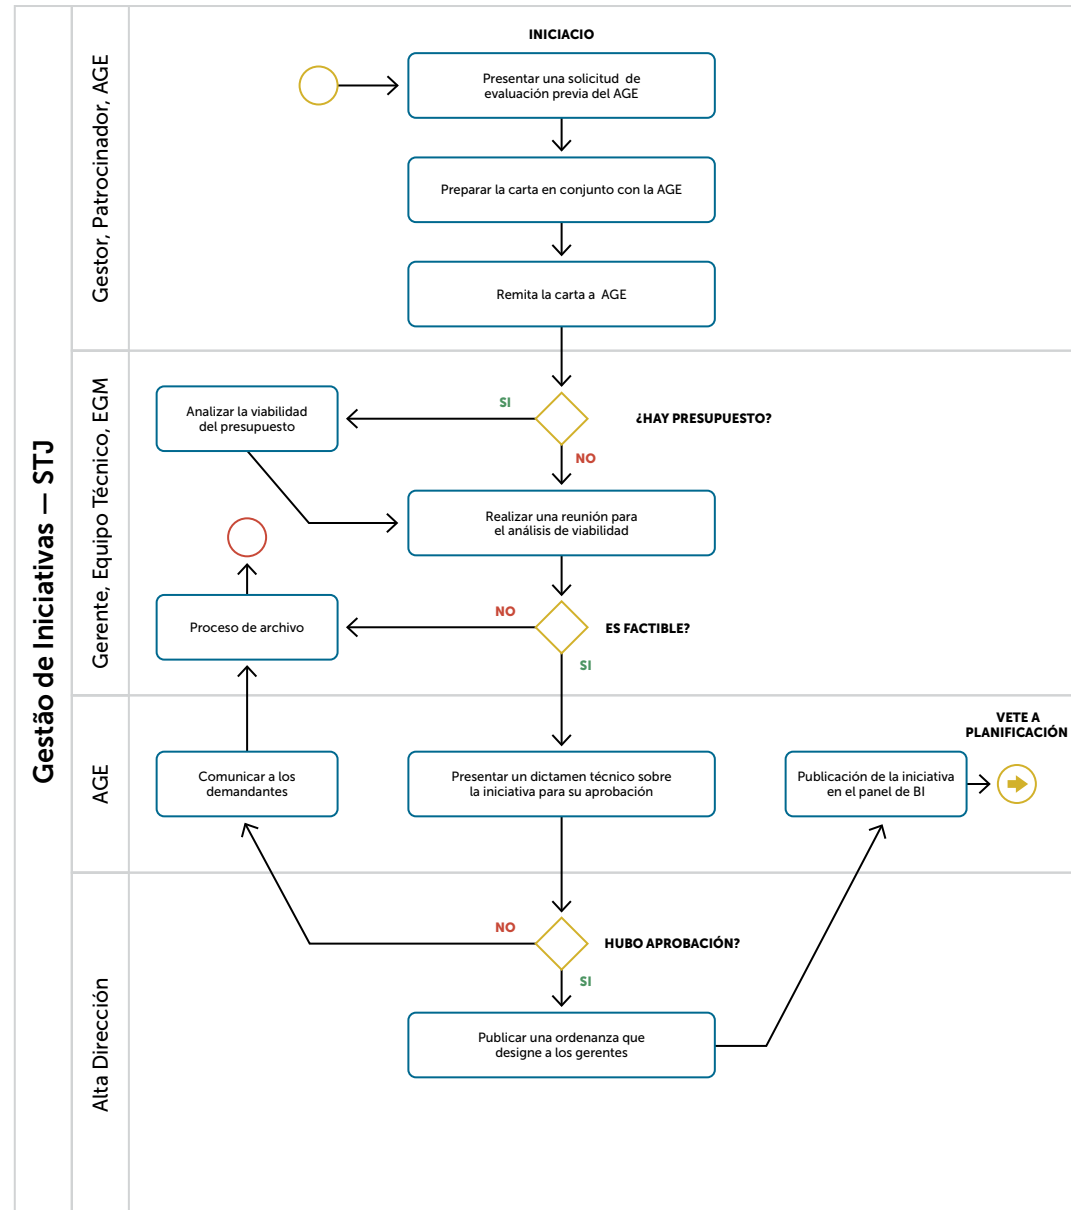 Gestão de Iniciativas — STJ
Gestor, Patrocinador, AGE
INICIACIO
Presentar una solicitud de
evaluación previa del AGE
Preparar la carta en conjunto con la AGE
Remita la carta a AGE
Gerente, Equipo Técnico, EGM
¿HAY PRESUPUESTO?
SI
NO
Analizar la viabilidad
del presupuesto
Realizar una reunión para
el análisis de viabilidad
ES FACTIBLE?
NO
SI
Proceso de archivo
AGE
Comunicar a los
demandantes
Presentar un dictamen técnico sobre
la iniciativa para su aprobación
Publicación de la iniciativa
en el panel de BI
VETE A
PLANIFICACIÓN
Alta Dirección
HUBO APROBACIÓN?
NO
SI
Publicar una ordenanza que
designe a los gerentes